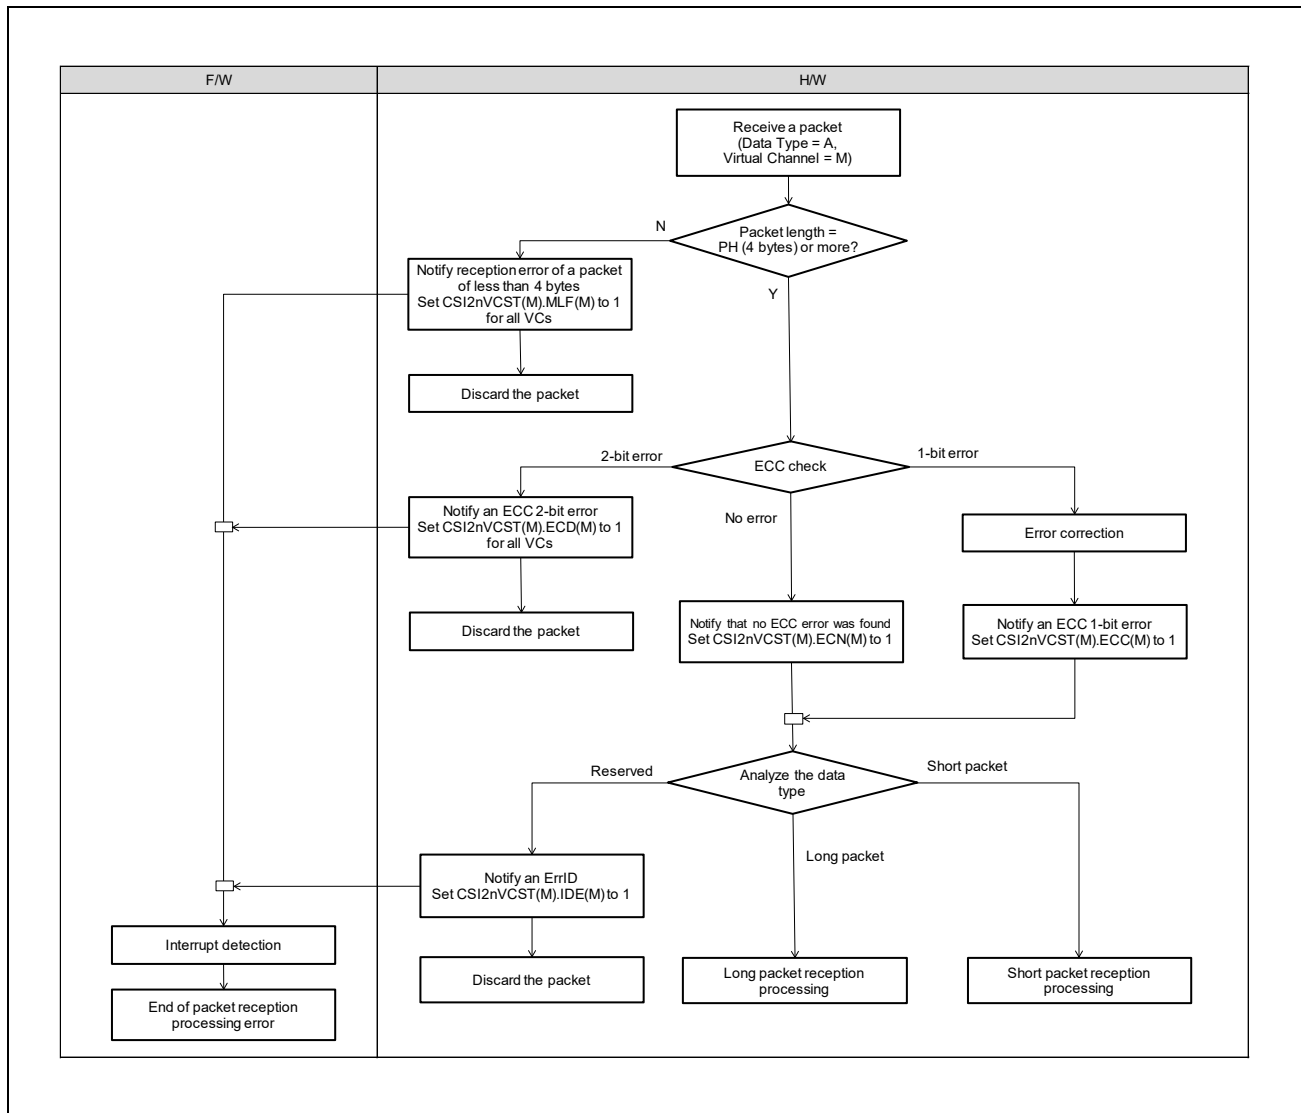 F/W
H/W
Receive a packet
(Data Type = A,
Virtual Channel = M)
N
Packet length =
PH (4 bytes) or more?
Notify reception error of a packet
of less than 4 bytes
Set CSI2nVCST(M).MLF(M) to 1
for all VCs
Y
Discard the packet
2-bit error
ECC check
1-bit error
Notify an ECC 2-bit error
Set CSI2nVCST(M).ECD(M) to 1
for all VCs
No error
Error correction
Discard the packet
Notify that no ECC error was found
Set CSI2nVCST(M).ECN(M) to 1
Notify an ECC 1-bit error
Set CSI2nVCST(M).ECC(M) to 1
Reserved
Analyze the data
type
Short packet
Long packet
Notify an ErrID
Set CSI2nVCST(M).IDE(M) to 1
Interrupt detection
Discard the packet
Long packet reception
processing
Short packet reception
processing
End of packet reception
processing error